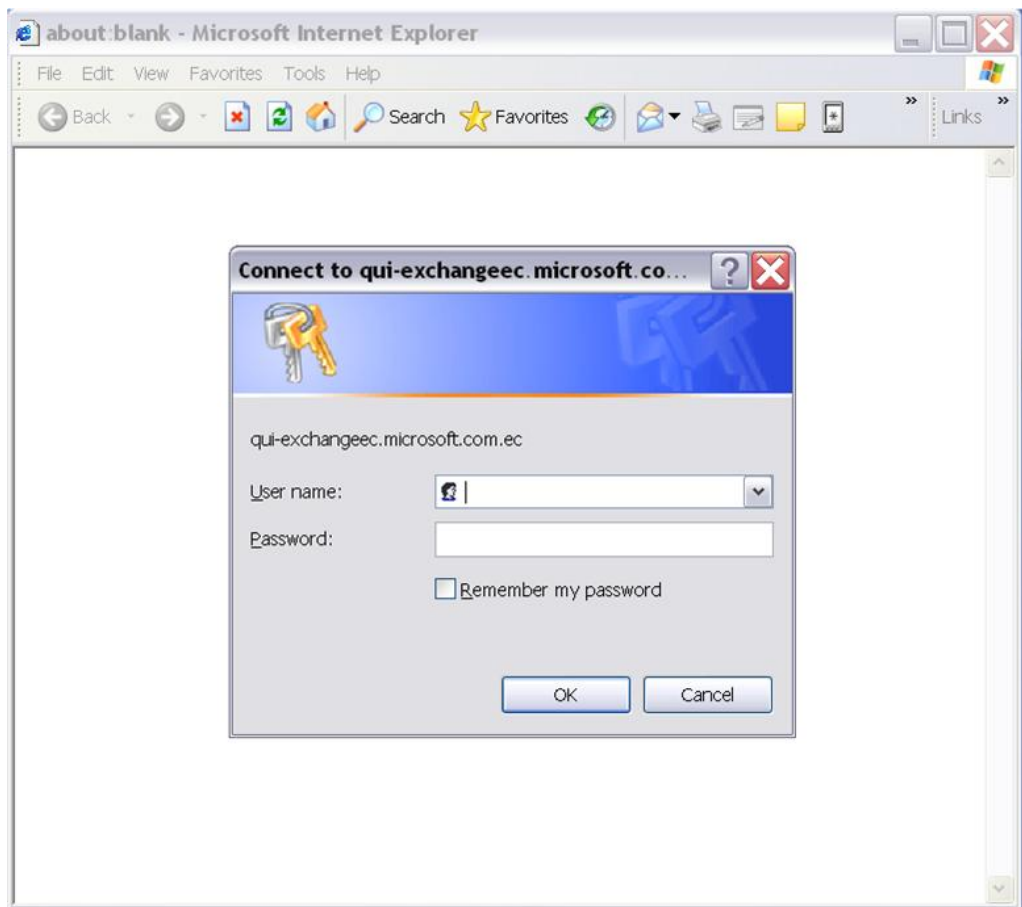 about:blank - Microsoft Internet Explorer
File Edit View Favorites Tools Help
Back Search Favorites Links
Connect to qui-exchangeec.microsoft.co...
qui-exchangeec.microsoft.com.ec
User name:
Password:
Remember my password
OK Cancel